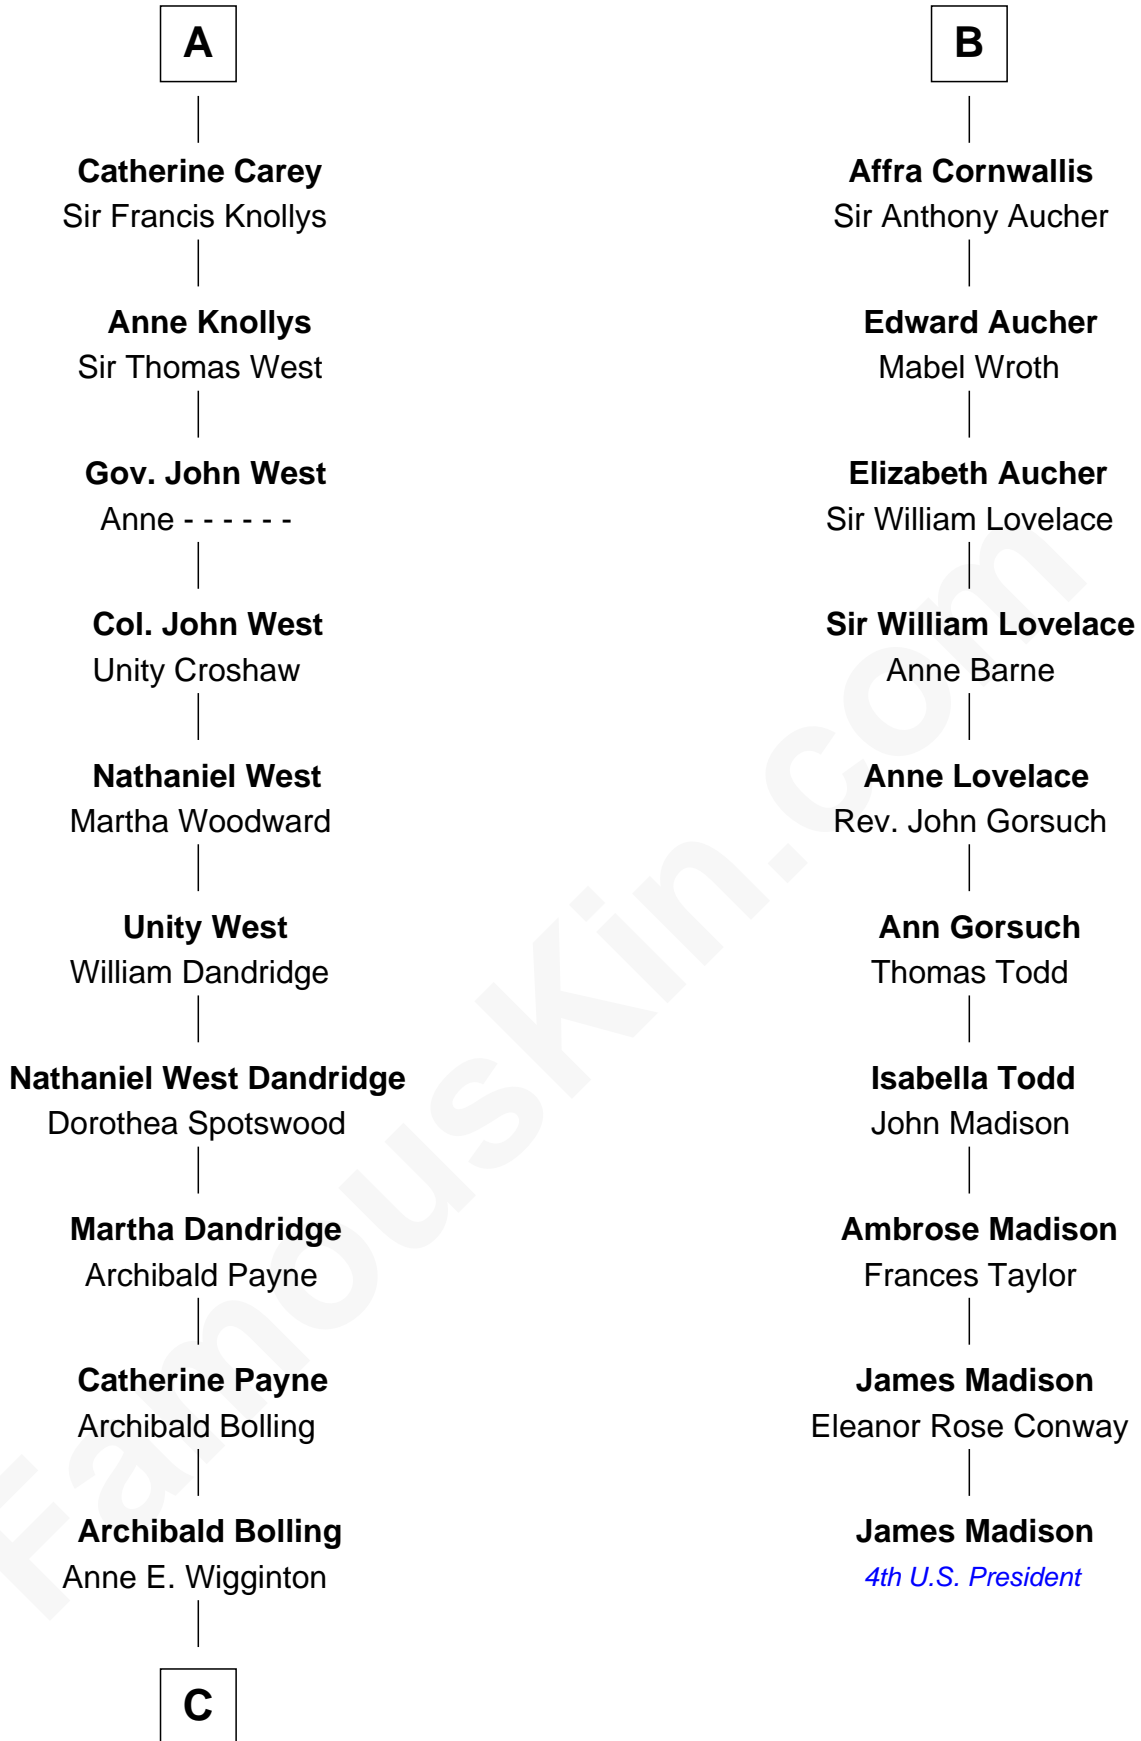 A
Catherine Carey
Sir Francis Knollys
Anne Knollys
Sir Thomas West
Gov. John West
Anne - - - - - -
Col. John West
Unity Croshaw
Nathaniel West
Martha Woodward
Unity West
William Dandridge
Nathaniel West Dandridge
Dorothea Spotswood
Martha Dandridge
Archibald Payne
Catherine Payne
Archibald Bolling
Archibald Bolling
Anne E. Wigginton
C
B
Affra Cornwallis
Sir Anthony Aucher
Edward Aucher
Mabel Wroth
Elizabeth Aucher
Sir William Lovelace
Sir William Lovelace
Anne Barne
Anne Lovelace
Rev. John Gorsuch
Ann Gorsuch
Thomas Todd
Isabella Todd
John Madison
Ambrose Madison
Frances Taylor
James Madison
Eleanor Rose Conway
James Madison
4th U.S. President
FamousKin.com